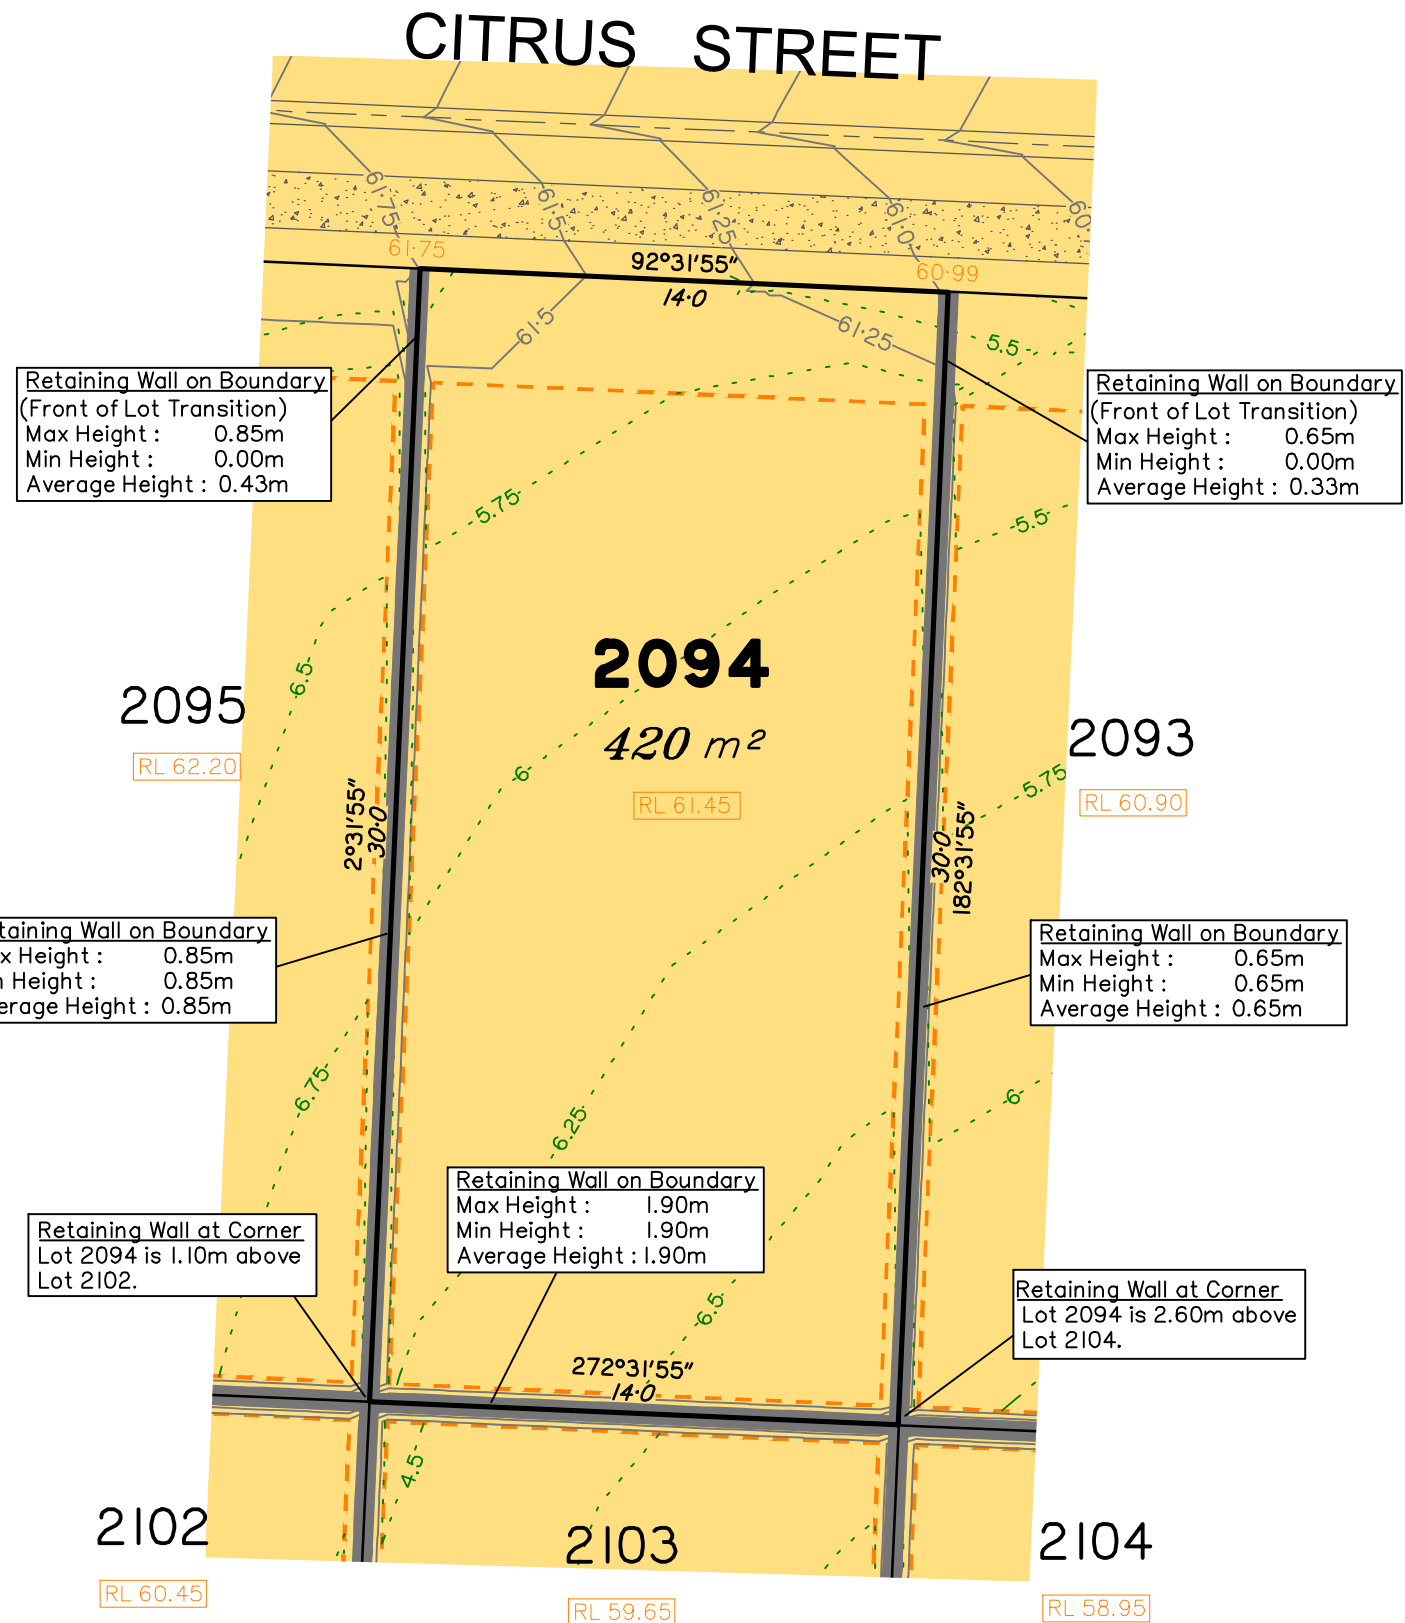 CITRUS STREET
61·75
61·5
61·25
61·0
60·
61·75
92°31'55"
60·99
14·0
61·5
61·25
5.5
Retaining Wall on Boundary
(Front of Lot Transition)
Max Height : 0.85m
Min Height : 0.00m
Average Height : 0.43m
Retaining Wall on Boundary
(Front of Lot Transition)
Max Height : 0.65m
Min Height : 0.00m
Average Height : 0.33m
5.75
5.5
6.5
2094
420 m²
RL 61.45
2095
RL 62.20
2093
RL 60.90
6
5.75
2°31'55"
30·0
30·0
182°31'55"
taining Wall on Boundary
x Height : 0.85m
n Height : 0.85m
erage Height : 0.85m
Retaining Wall on Boundary
Max Height : 0.65m
Min Height : 0.65m
Average Height : 0.65m
6.75
6.25
6
Retaining Wall on Boundary
Max Height : 1.90m
Min Height : 1.90m
Average Height : 1.90m
Retaining Wall at Corner
Lot 2094 is 1.10m above
Lot 2102.
Retaining Wall at Corner
Lot 2094 is 2.60m above
Lot 2104.
6.5
272°31'55"
14·0
4.5
2102
RL 60.45
2103
RL 59.65
2104
RL 58.95